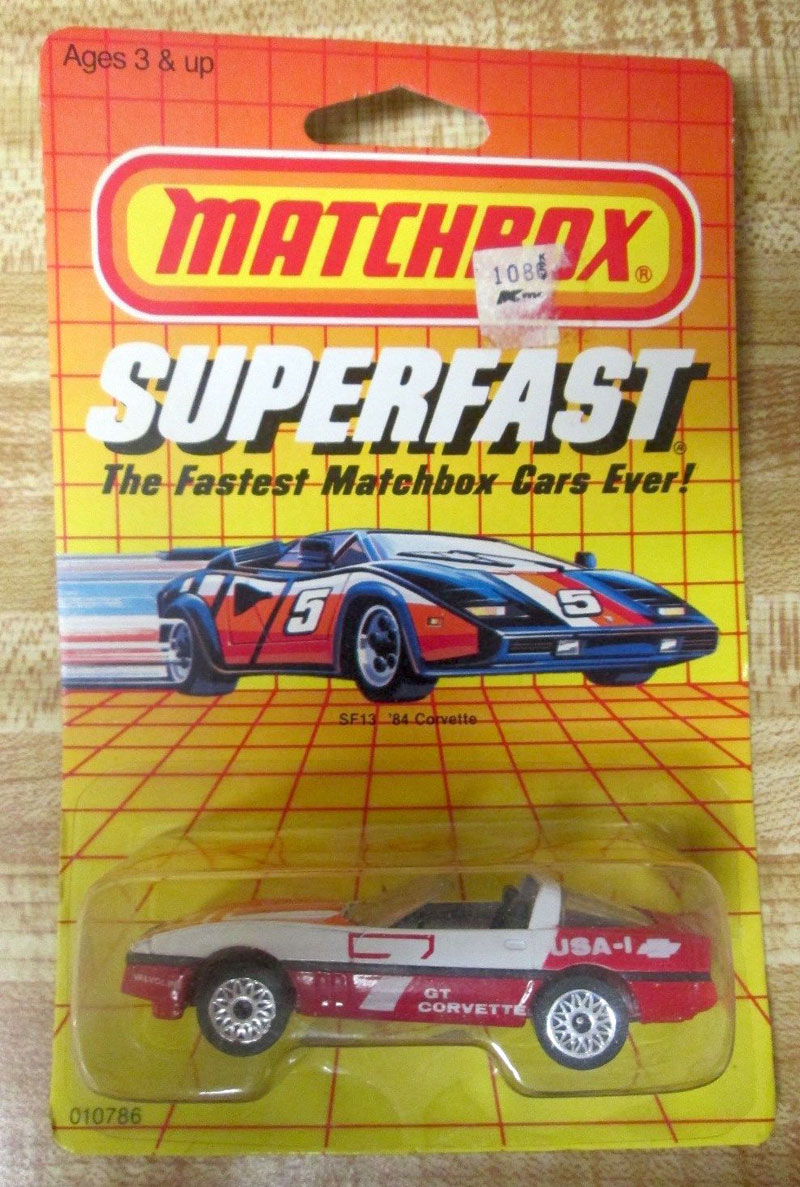 Ages 3 & up
MATCHBOX®
1086
SUPERFAST®
The Fastest Matchbox Cars Ever!
5
5
SF13 '84 Corvette
USA-1
7
GT
CORVETTE
010786